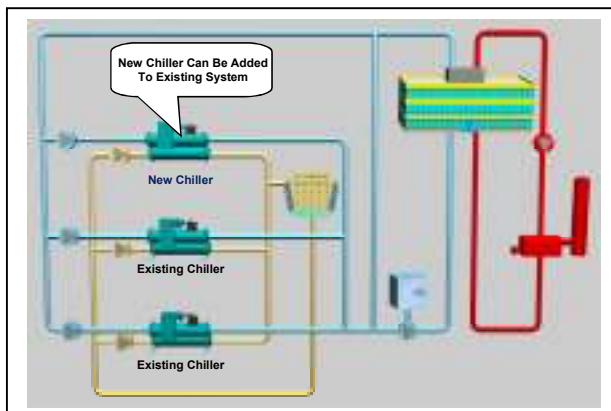 New Chiller Can Be Added
To Existing System
New Chiller
Existing Chiller
Existing Chiller